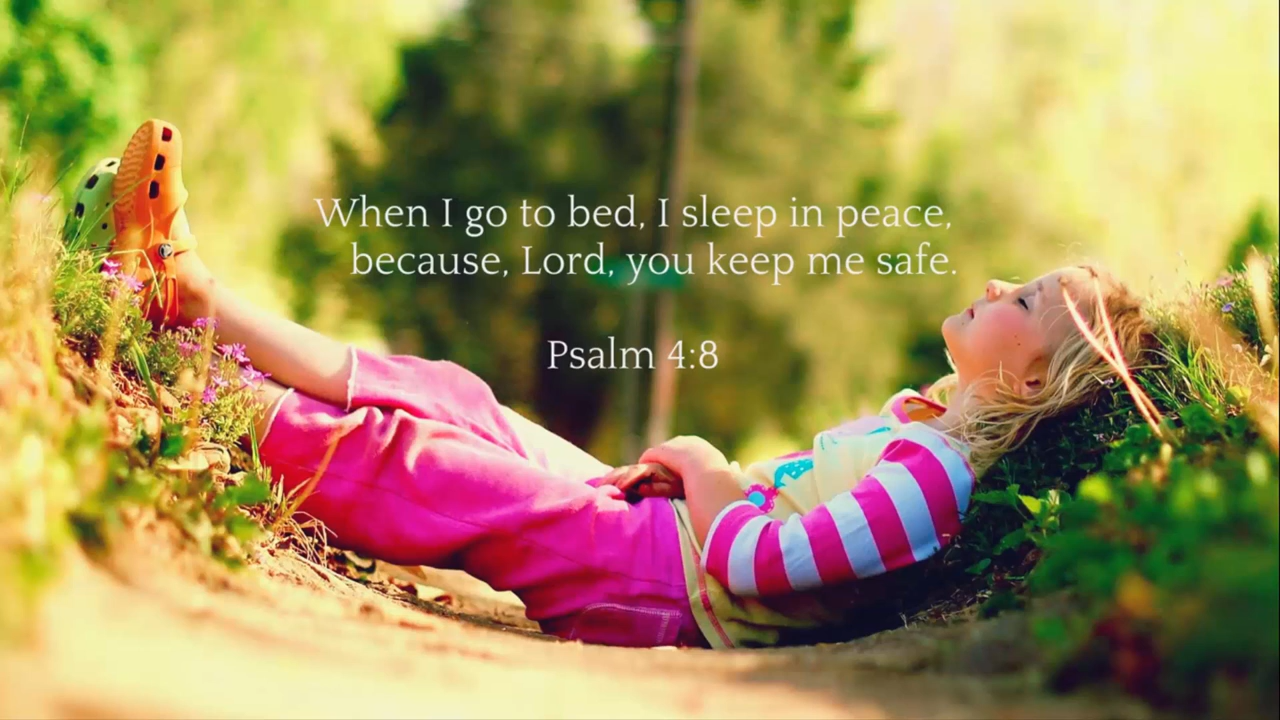 When I go to bed, I sleep in peace,
because, Lord, you keep me safe.
Psalm 4:8